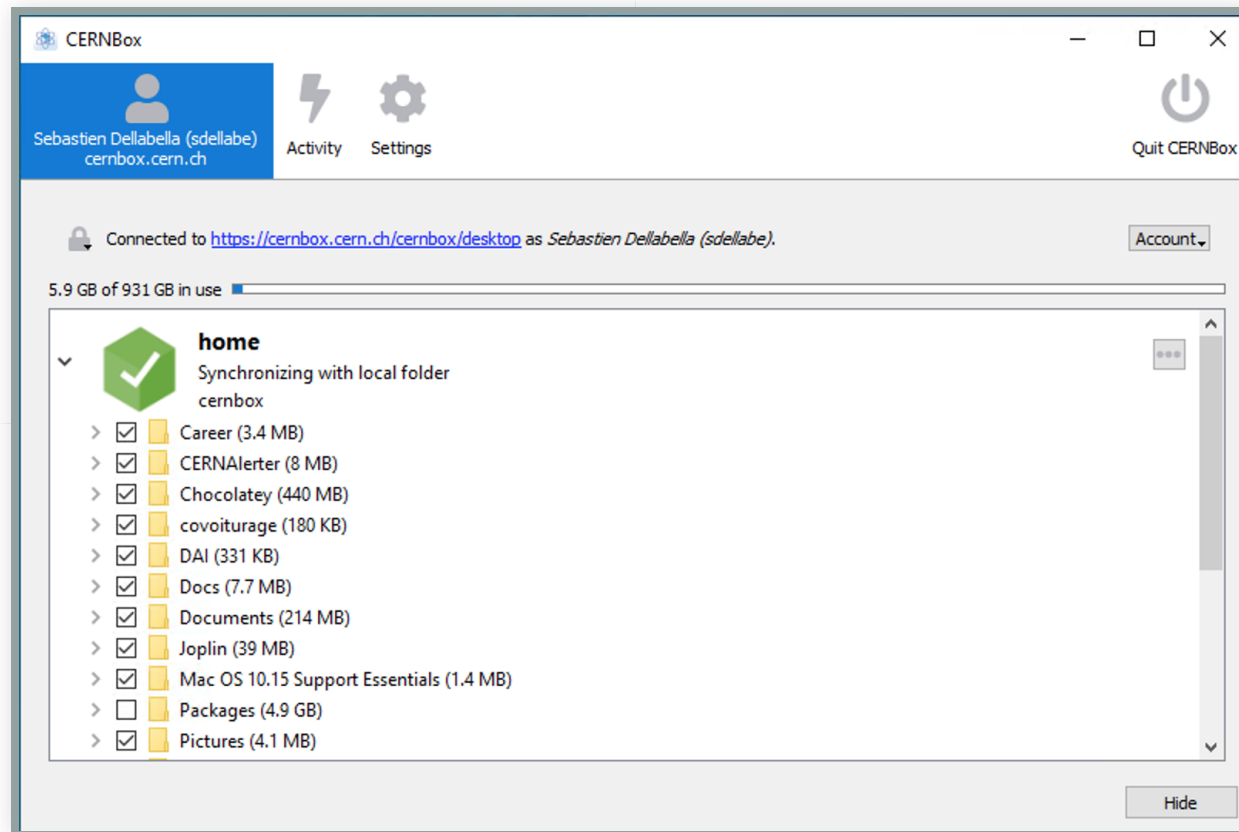 CERNBox
Sebastien Dellabella (sdellabe)
cernbox.cern.ch
Activity
Settings
Quit CERNBox
Connected to https://cernbox.cern.ch/cernbox/desktop as Sebastien Dellabella (sdellabe).
Account
5.9 GB of 931 GB in use
home
Synchronizing with local folder
cernbox
Career (3.4 MB)
CERNAlerter (8 MB)
Chocolatey (440 MB)
covoiturage (180 KB)
DAI (331 KB)
Docs (7.7 MB)
Documents (214 MB)
Joplin (39 MB)
Mac OS 10.15 Support Essentials (1.4 MB)
Packages (4.9 GB)
Pictures (4.1 MB)
Hide